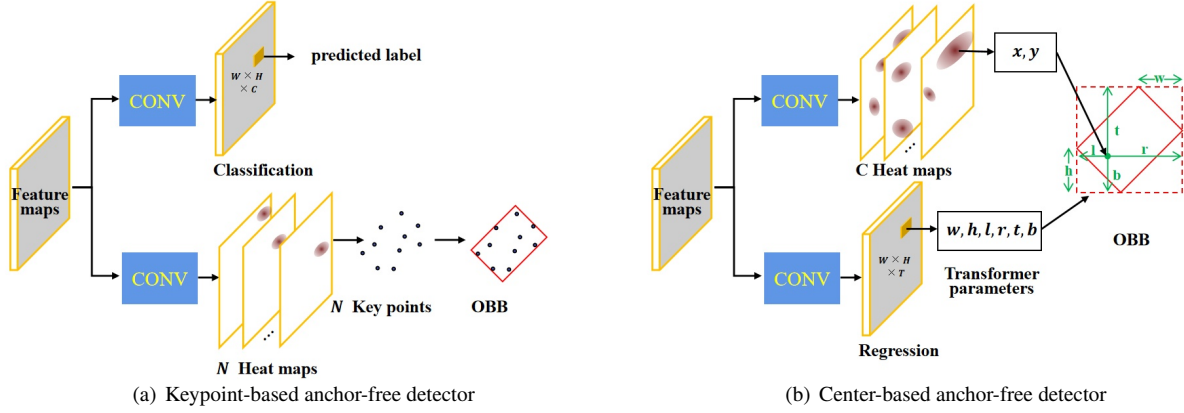 Feature
maps
CONV
W × H
× C
predicted label
Classification
CONV
N Heat maps
N Key points
OBB
(a) Keypoint-based anchor-free detector
Feature
maps
CONV
C Heat maps
x, y
CONV
W × H
× T
Regression
w, h, l, r, t, b
Transformer
parameters
w
t
l
r
h
b
OBB
(b) Center-based anchor-free detector